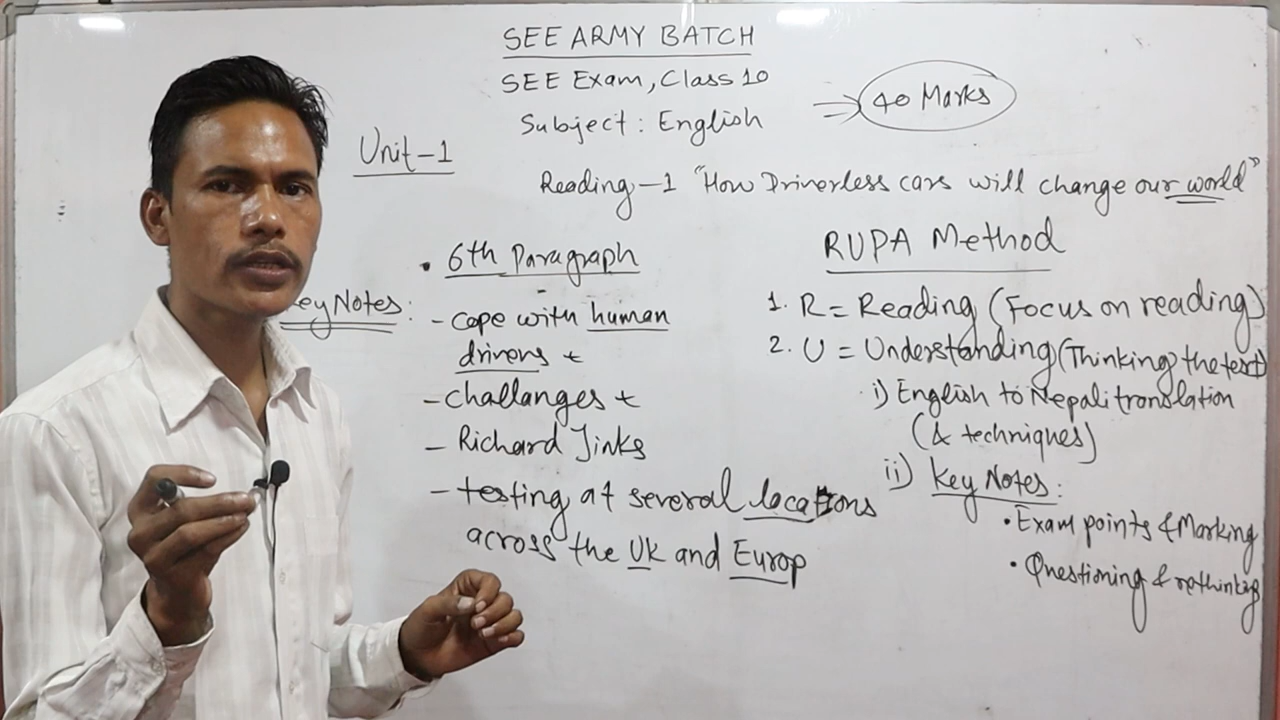 SEE ARMY BATCH
SEE Exam, Class 10
Subject: English
⇒ 40 Marks
Unit-1
Reading-1 "How Driverless cars will change our world"
• 6th Paragraph
ey Notes:
- cope with human
drivers +
- challanges +
- Richard Jinks
- testing at several locations
across the UK and Europ
RUPA Method
1. R = Reading (Focus on reading)
2. U = Understanding (Thinking the text)
i) English to Nepali translation
(& techniques)
ii) Key Notes:
• Exam points & Marking
• Questioning & rethinking